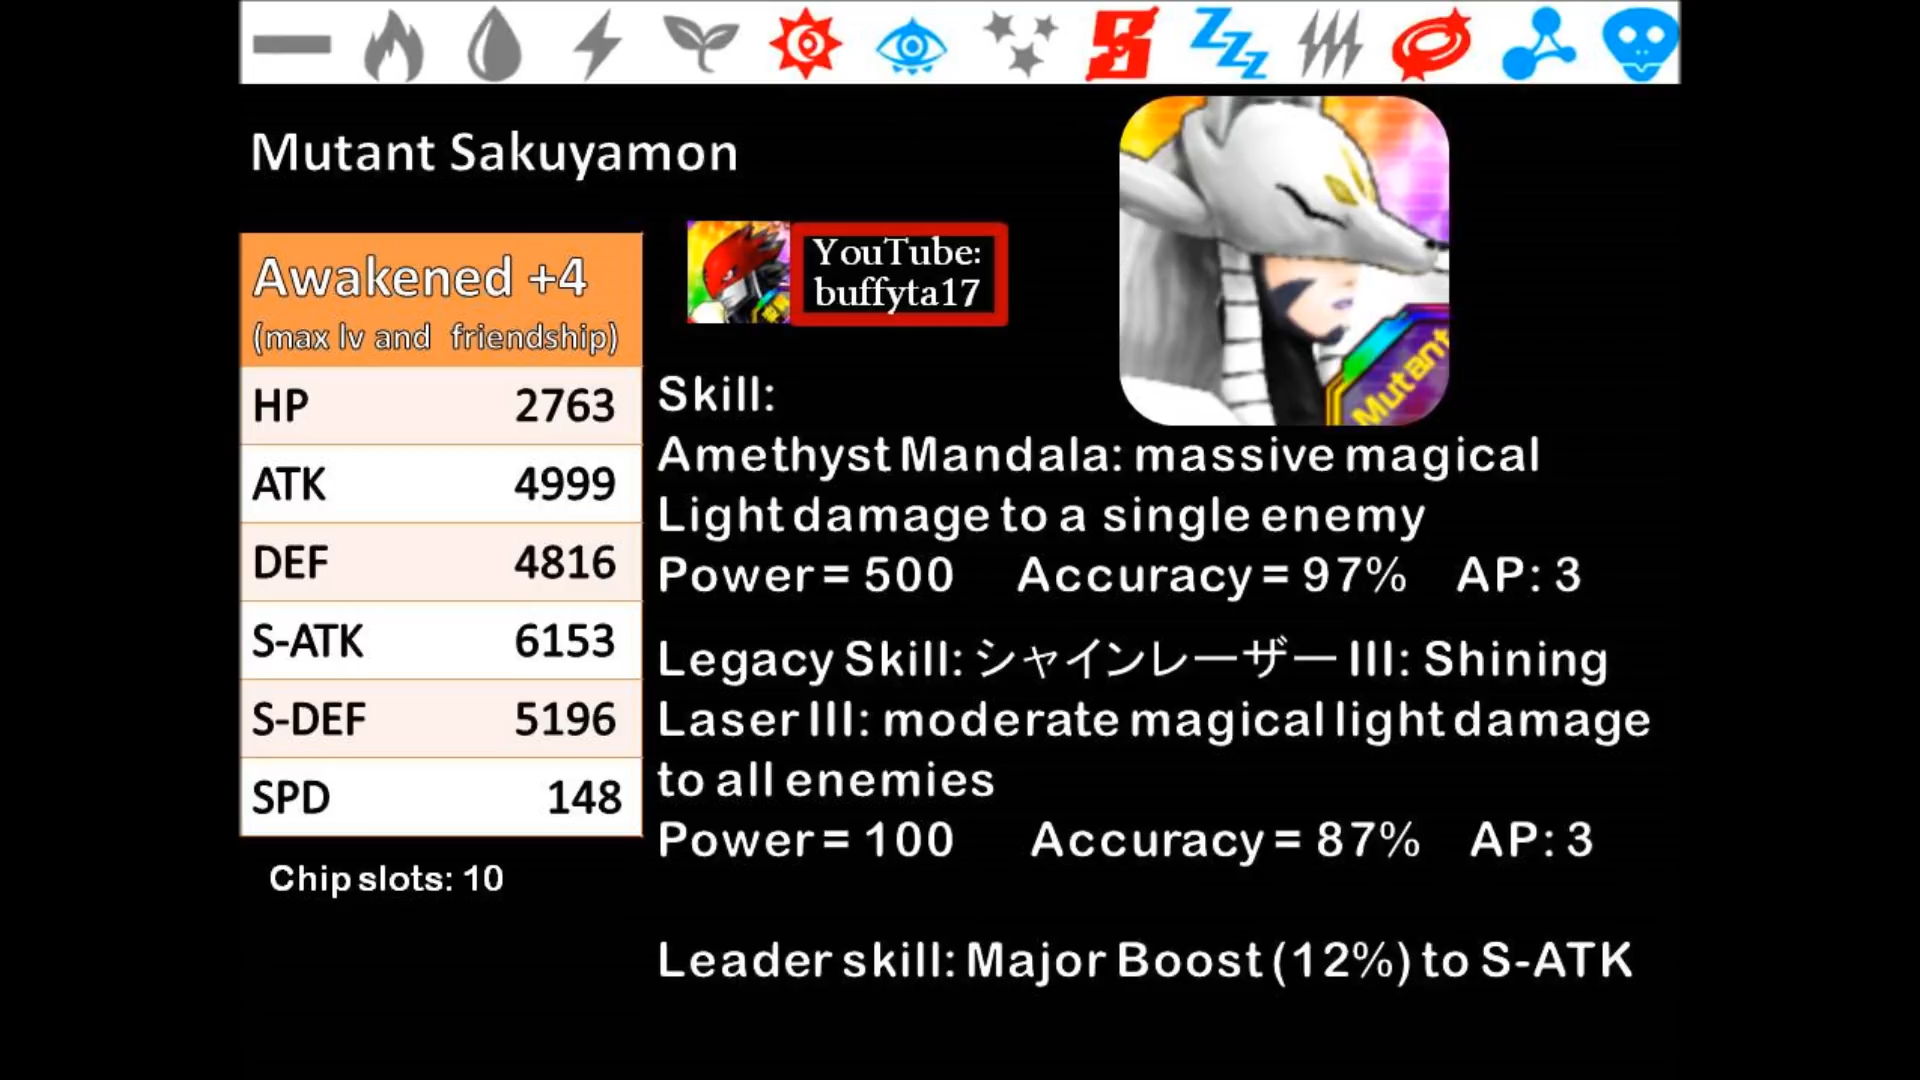 Mutant Sakuyamon
Mutant
YouTube:
buffyta17
Awakened +4
(max lv and friendship)
HP 2763
ATK 4999
DEF 4816
S-ATK 6153
S-DEF 5196
SPD 148
Chip slots: 10
Skill:
Amethyst Mandala: massive magical
Light damage to a single enemy
Power = 500 Accuracy = 97% AP: 3
Legacy Skill: シャインレーザー III: Shining
Laser III: moderate magical light damage
to all enemies
Power = 100 Accuracy = 87% AP: 3
Leader skill: Major Boost (12%) to S-ATK